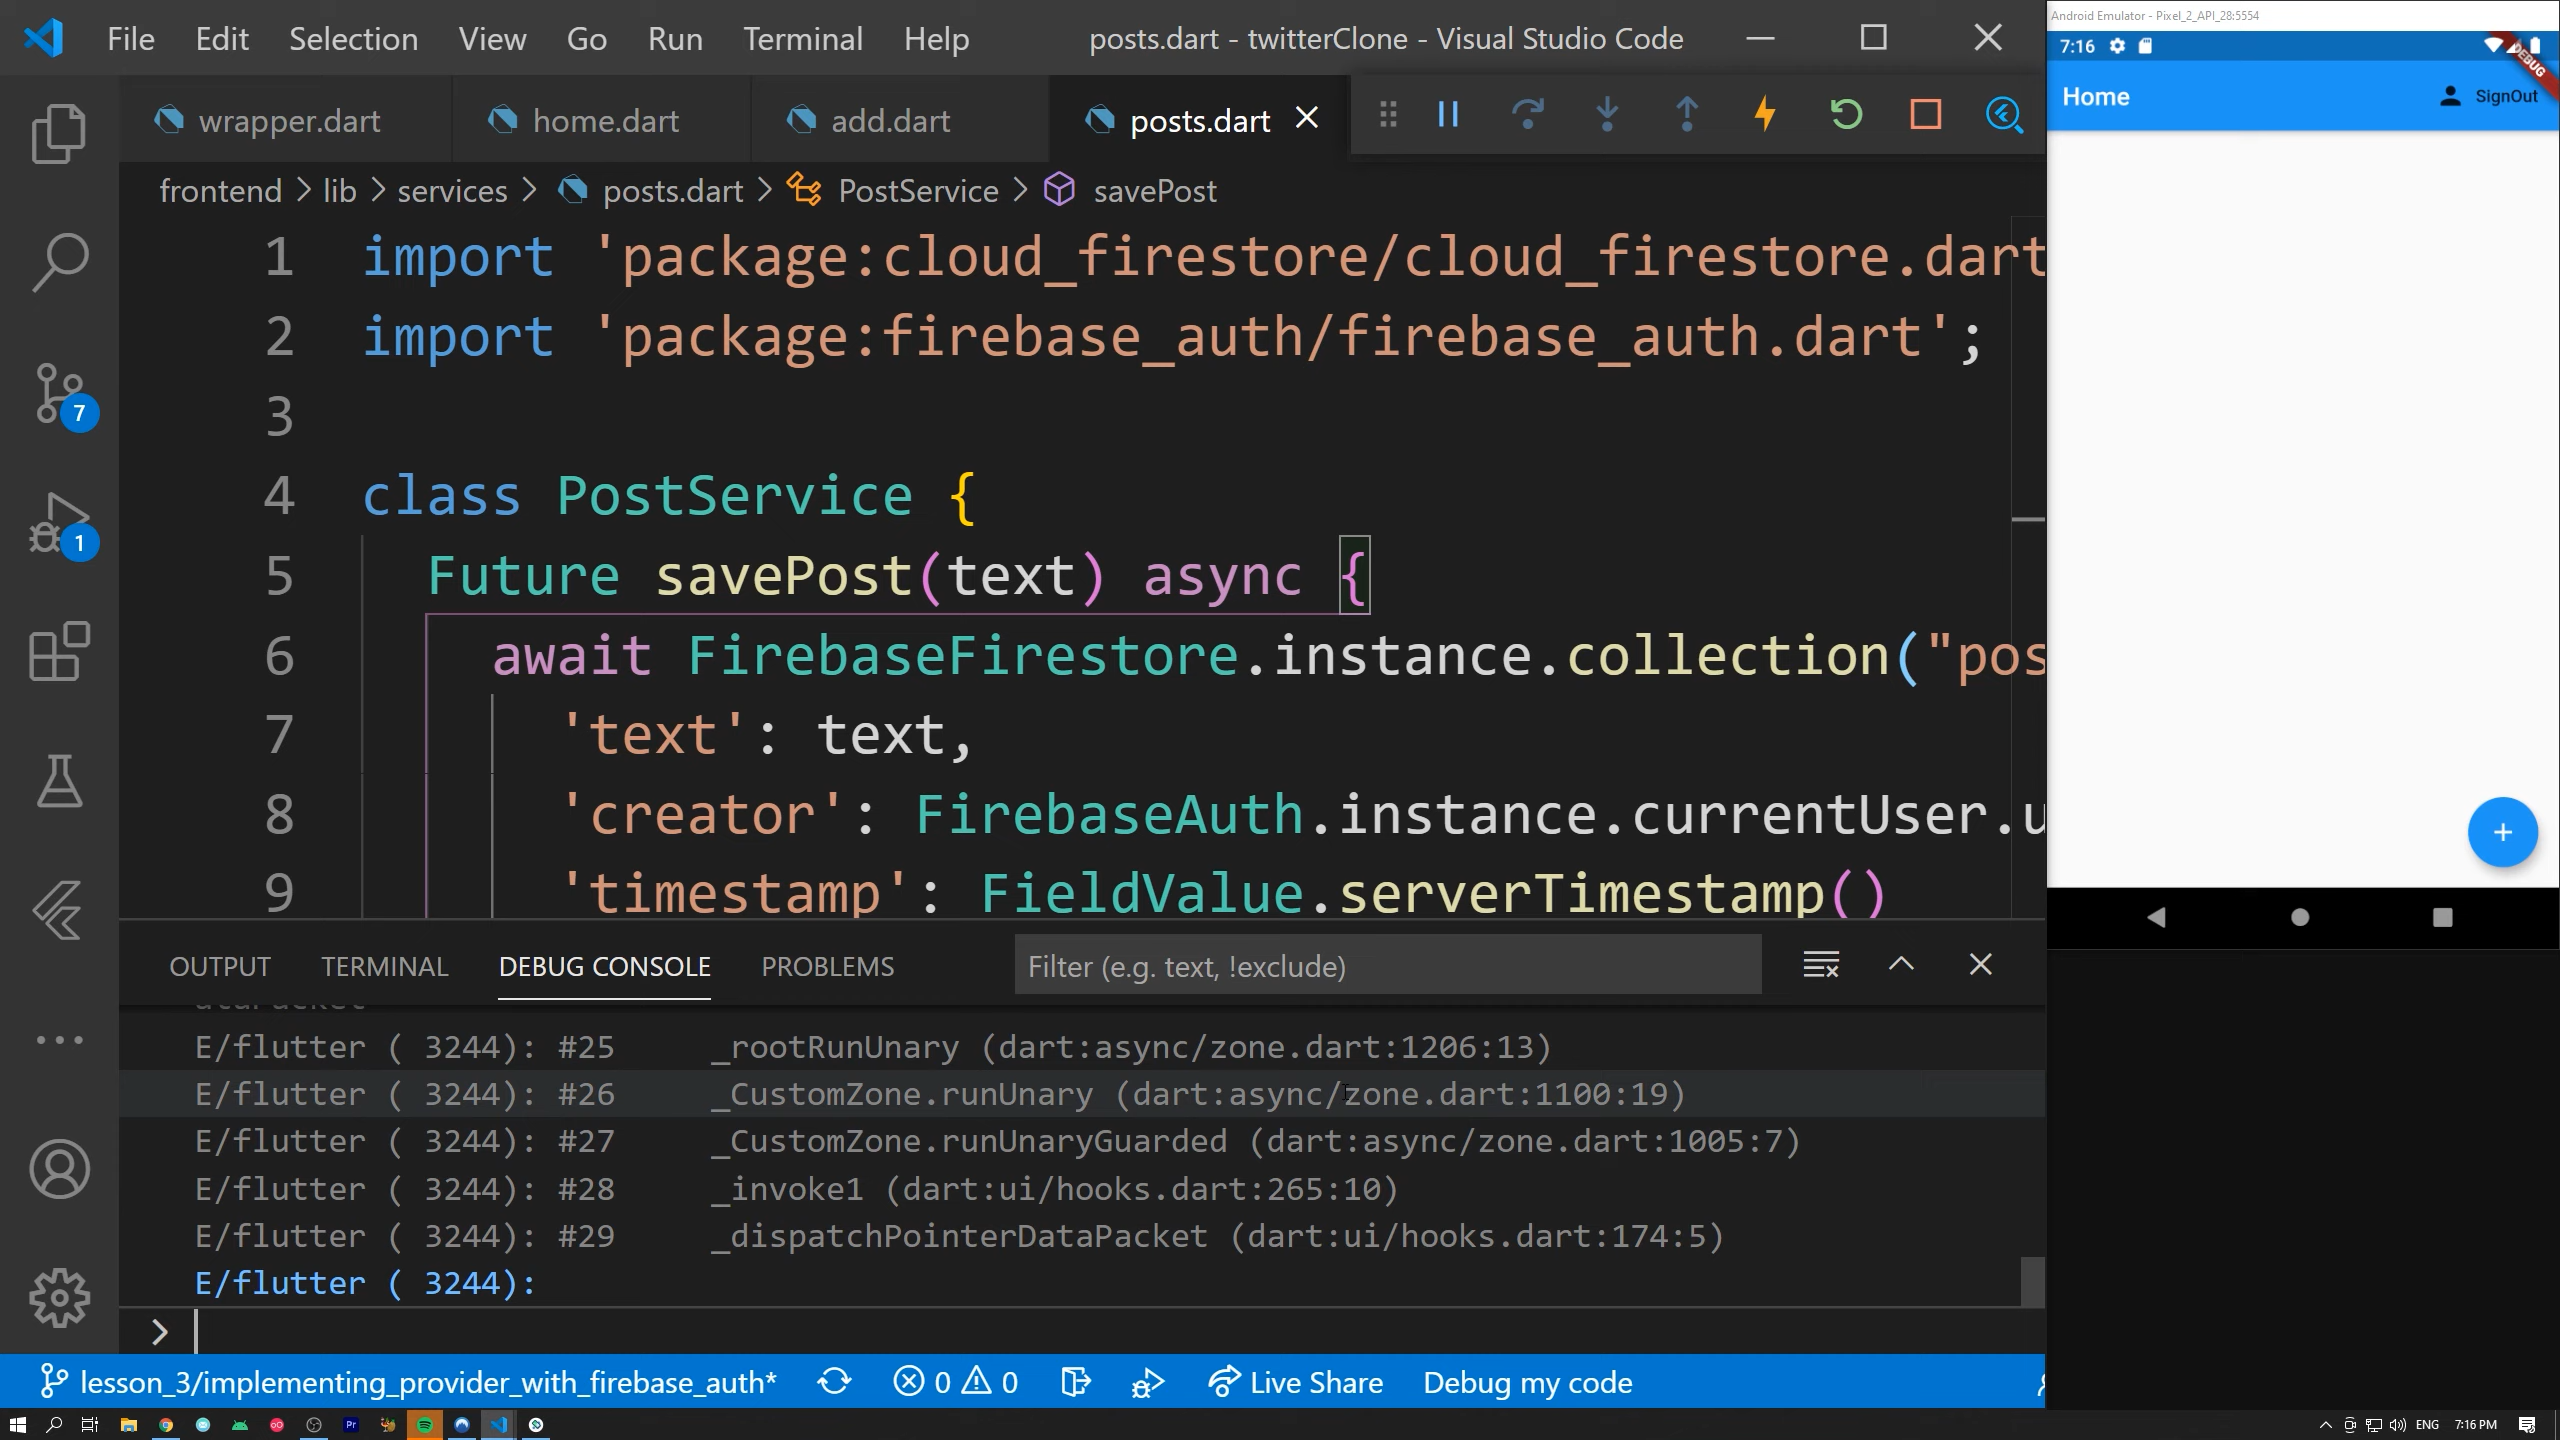 File Edit Selection View Go Run Terminal Help posts.dart - twitterClone - Visual Studio Code
Android Emulator - Pixel_2_API_28:5554
7:16
DEBUG
Home SignOut
wrapper.dart home.dart add.dart posts.dart
frontend > lib > services > posts.dart > PostService > savePost
1 import 'package:cloud_firestore/cloud_firestore.dart
2 import 'package:firebase_auth/firebase_auth.dart';
3
4 class PostService {
5 Future savePost(text) async {
6 await FirebaseFirestore.instance.collection("pos
7 'text': text,
8 'creator': FirebaseAuth.instance.currentUser.u
9 'timestamp': FieldValue.serverTimestamp()
7
1
+
OUTPUT TERMINAL DEBUG CONSOLE PROBLEMS Filter (e.g. text, !exclude)
E/flutter ( 3244): #25 _rootRunUnary (dart:async/zone.dart:1206:13)
E/flutter ( 3244): #26 _CustomZone.runUnary (dart:async/zone.dart:1100:19)
E/flutter ( 3244): #27 _CustomZone.runUnaryGuarded (dart:async/zone.dart:1005:7)
E/flutter ( 3244): #28 _invoke1 (dart:ui/hooks.dart:265:10)
E/flutter ( 3244): #29 _dispatchPointerDataPacket (dart:ui/hooks.dart:174:5)
E/flutter ( 3244):
>
lesson_3/implementing_provider_with_firebase_auth* 0 0 Live Share Debug my code
Pr ENG 7:16 PM